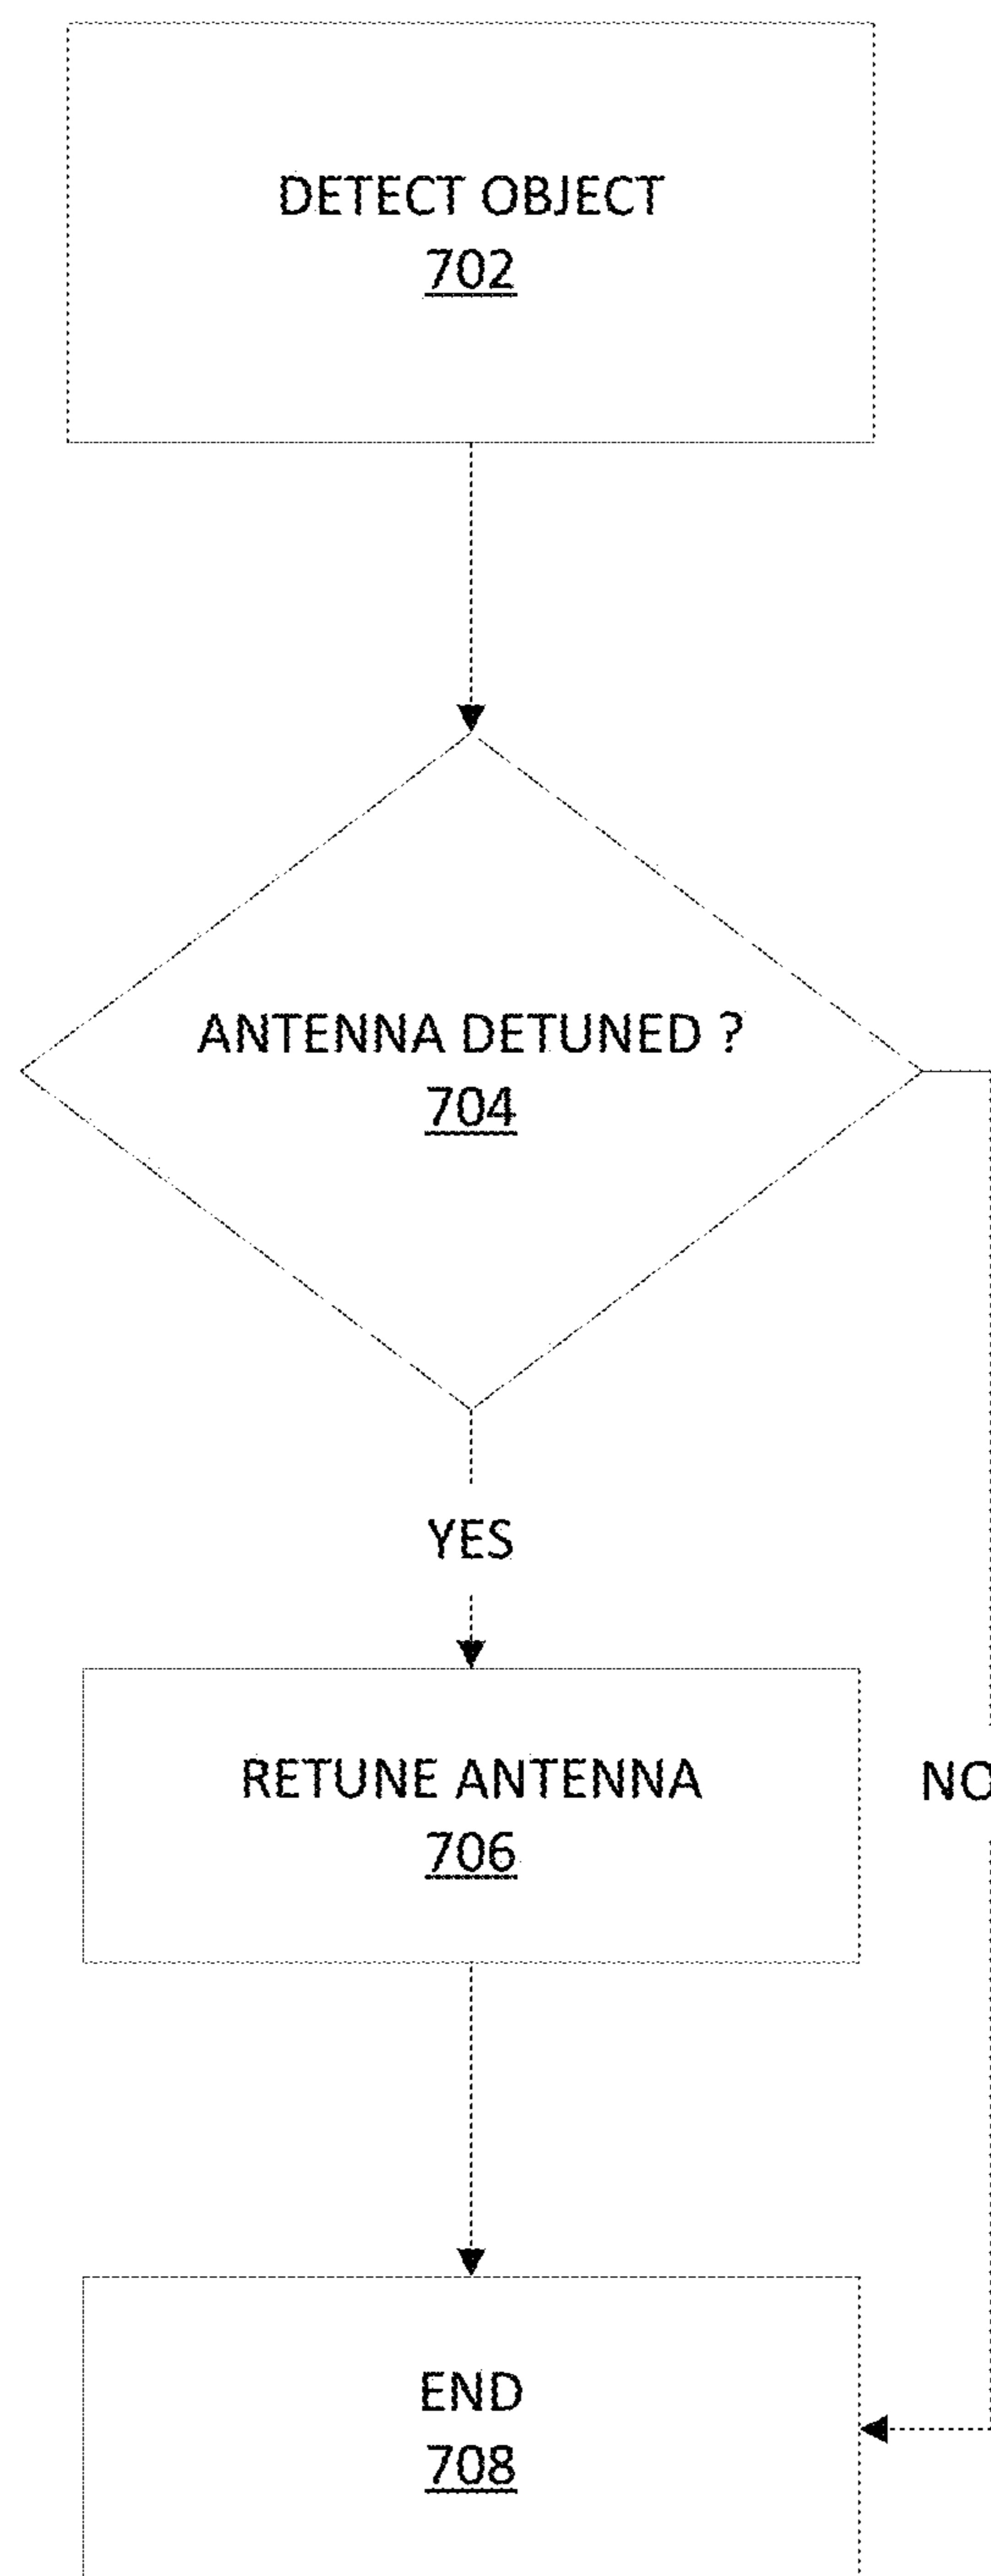 DETECT OBJECT
702
ANTENNA DETUNED ?
704
YES
RETUNE ANTENNA
706
NO
END
708